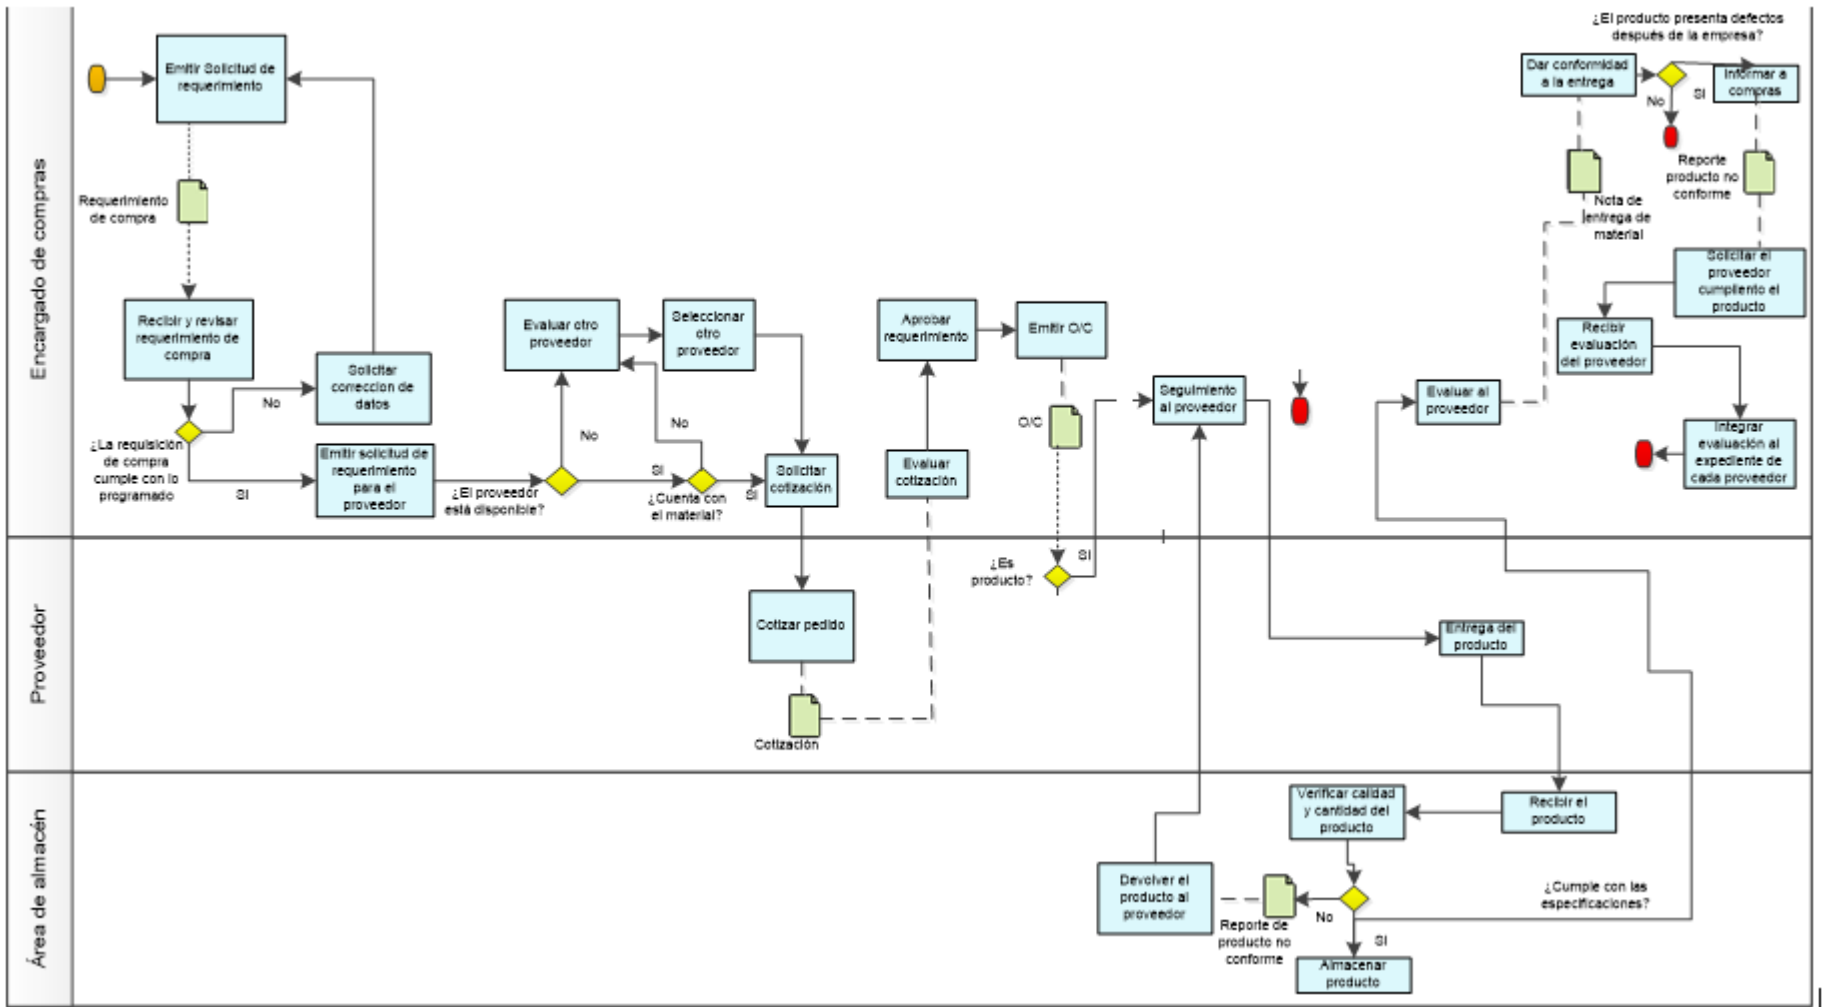 Encargado de compras
Emitir Solicitud de
requerimiento
Requerimiento
de compra
Recibir y revisar
requerimiento de
compra
No
Solicitar
correccion de
datos
¿La requisición
de compra
cumple con lo
programado
SI
Emitir solicitud de
requerimiento
para el
proveedor
¿El proveedor
está disponible?
No
Evaluar otro
proveedor
Seleccionar
otro
proveedor
No
SI
¿Cuenta con
el material?
SI
Solicitar
cotización
Aprobar
requerimiento
Emitir O/C
O/C
Evaluar
cotización
Seguimiento
al proveedor
Evaluar al
proveedor
¿El producto presenta defectos
después de la empresa?
Dar conformidad
a la entrega
No
SI
Informar a
compras
Nota de
entrega de
material
Reporte
producto no
conforme
Solicitar el
proveedor
cumpliento el
producto
Recibir
evaluación
del proveedor
Integrar
evaluación al
expediente de
cada proveedor
Proveedor
¿Es
producto?
SI
Cotizar pedido
Cotización
Entrega del
producto
Área de almacén
Verificar calidad
y cantidad del
producto
Recibir el
producto
Devolver el
producto al
proveedor
Reporte de
producto no
conforme
No
¿Cumple con las
especificaciones?
SI
Almacenar
producto